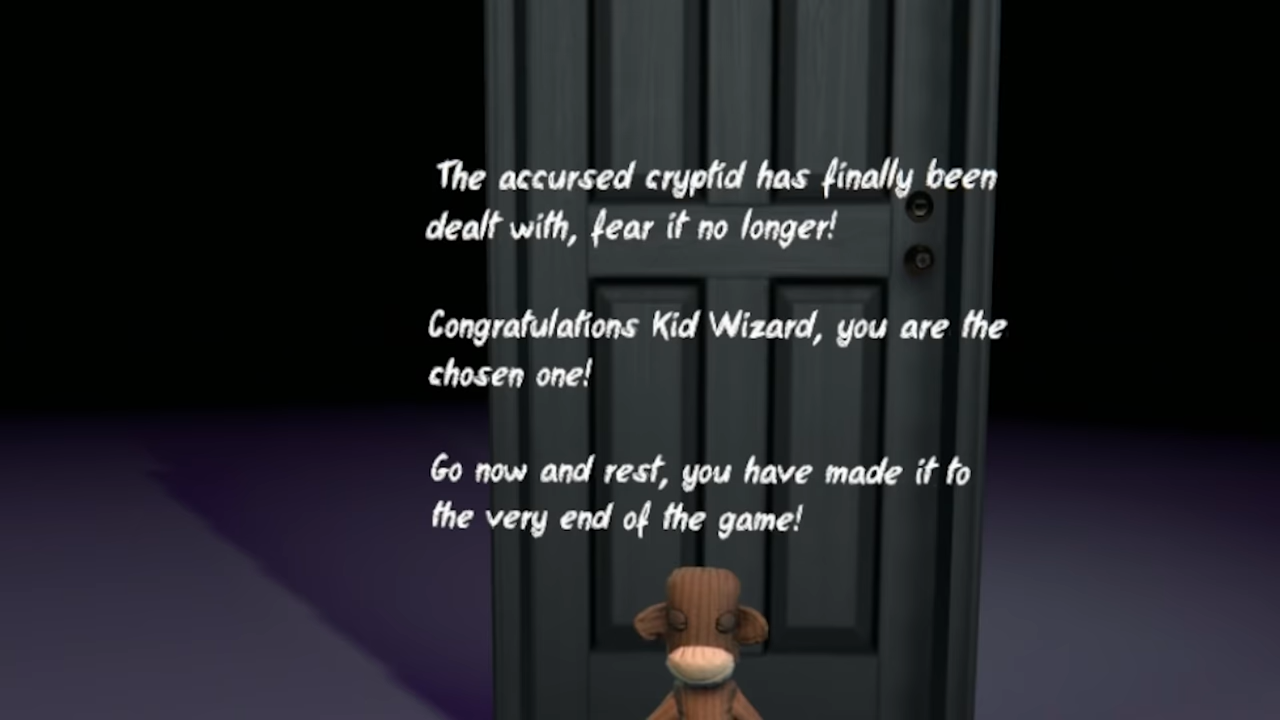 The accursed cryptid has finally been
dealt with, fear it no longer!
Congratulations Kid Wizard, you are the
chosen one!
Go now and rest, you have made it to
the very end of the game!